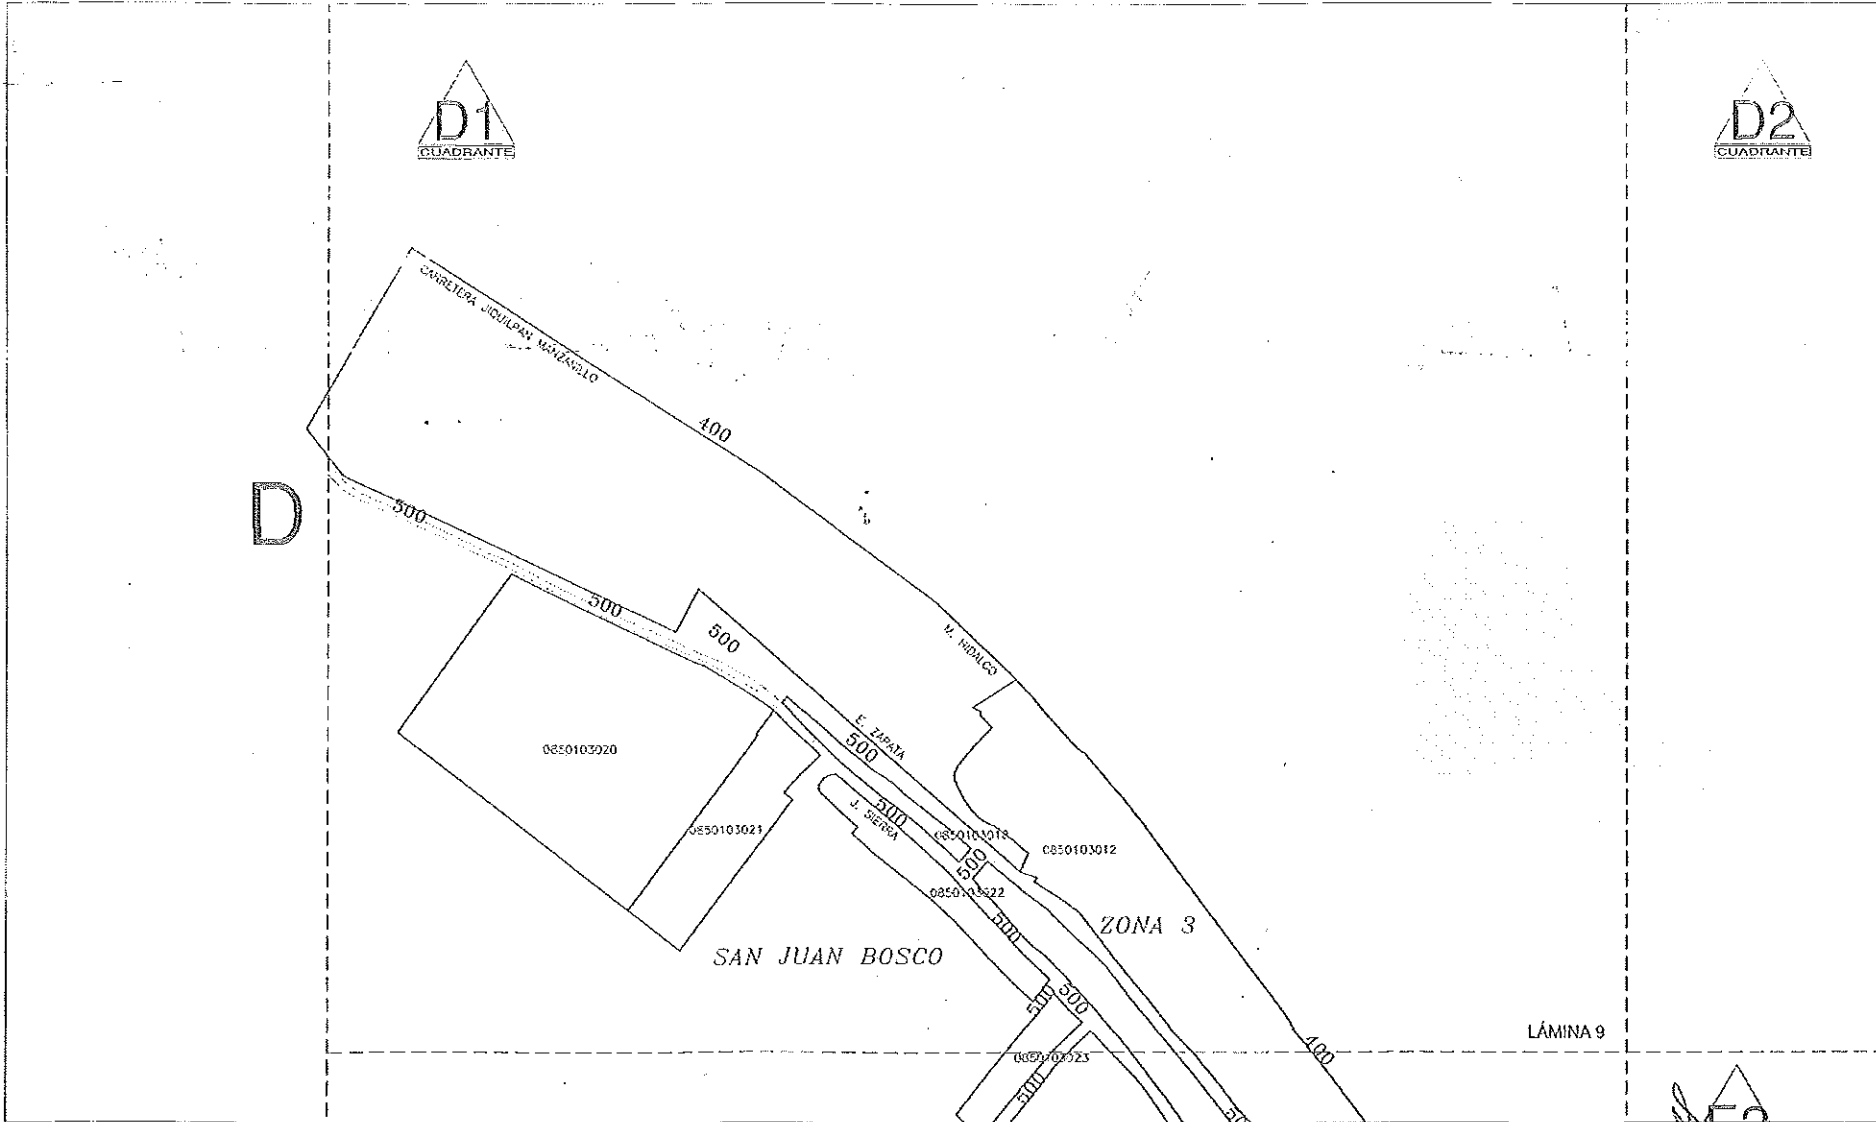 D1
CUADRANTE
D2
CUADRANTE
CARRETERA JIQUILPAN MANZANILLO
400
D
500
500
500
M. HIDALGO
E. ZAPATA
500
0850103020
J. SIERRA
500
0850103021
0850103012
500
ZONA 3
500
SAN JUAN BOSCO
500
500
LÁMINA 9
400
0850103023
500